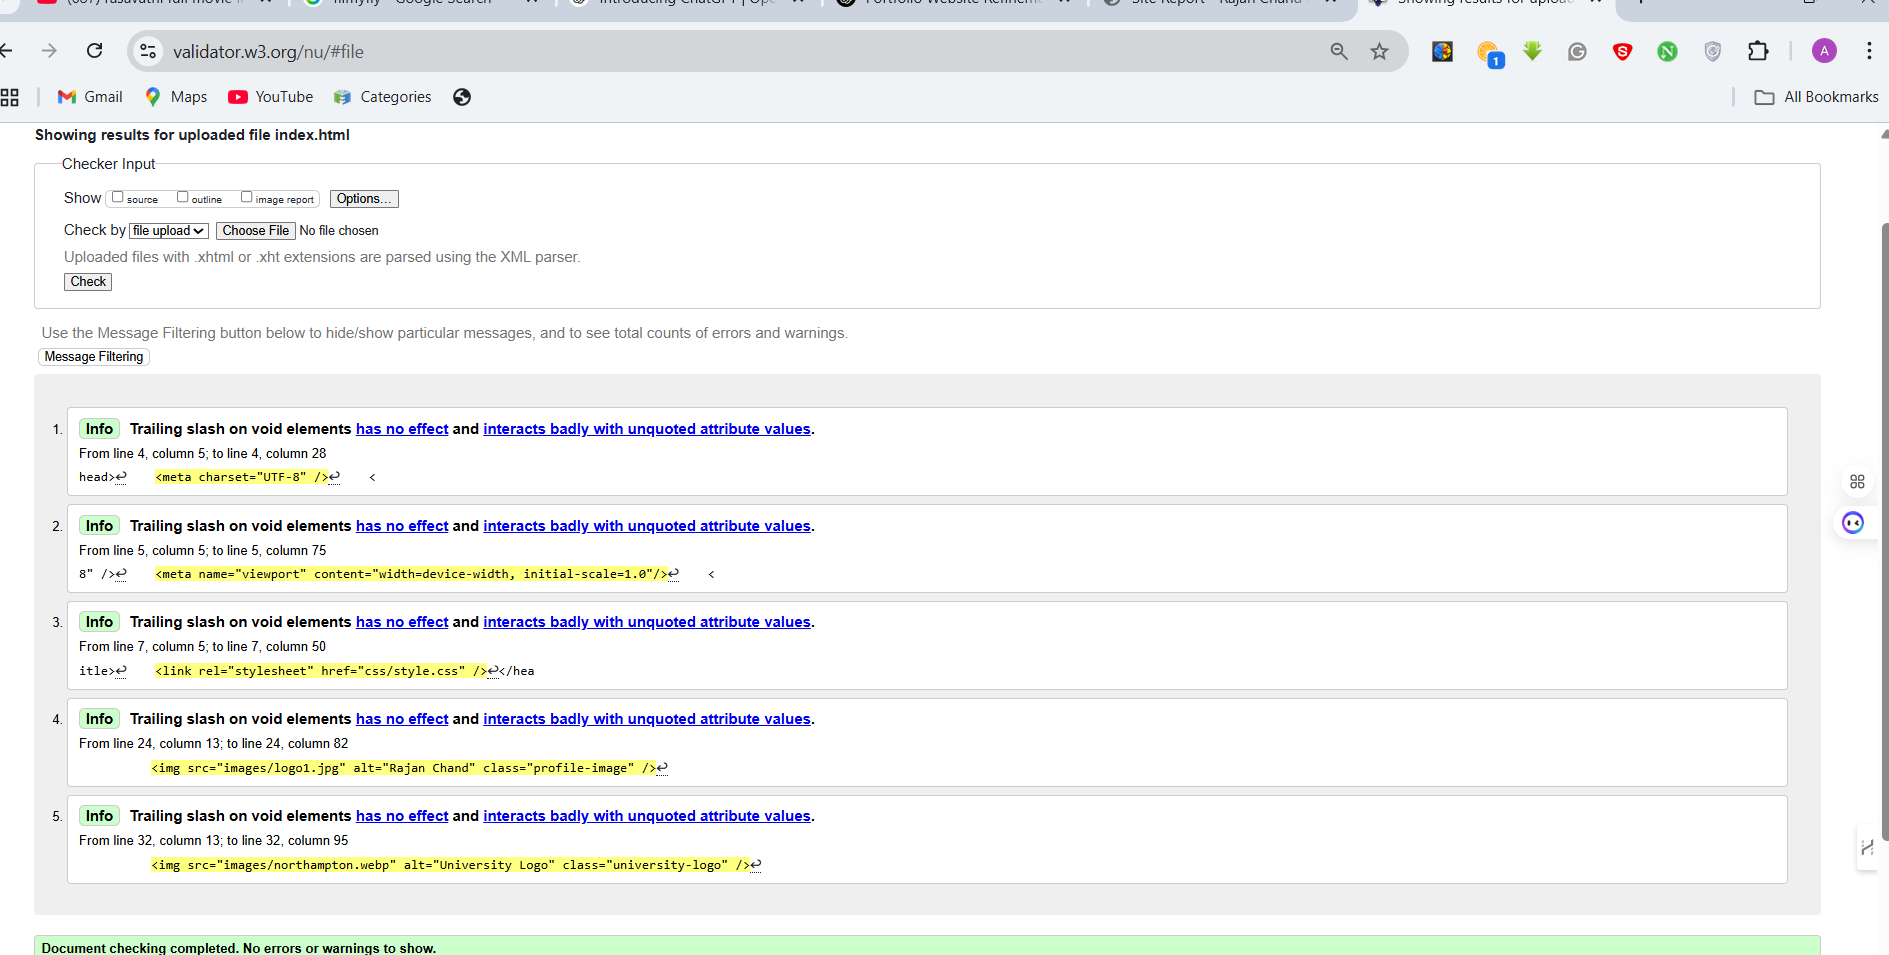 validator.w3.org/nu/#file
1
A
Gmail
Maps
YouTube
Categories
All Bookmarks
Showing results for uploaded file index.html
Checker Input
Show source outline image report Options...
Check by file upload Choose File No file chosen
Uploaded files with .xhtml or .xht extensions are parsed using the XML parser.
Check
Use the Message Filtering button below to hide/show particular messages, and to see total counts of errors and warnings.
Message Filtering
1. Info Trailing slash on void elements has no effect and interacts badly with unquoted attribute values.
From line 4, column 5; to line 4, column 28
head>↩ <meta charset="UTF-8" />↩ <
2. Info Trailing slash on void elements has no effect and interacts badly with unquoted attribute values.
From line 5, column 5; to line 5, column 75
8" />↩ <meta name="viewport" content="width=device-width, initial-scale=1.0"/>↩ <
3. Info Trailing slash on void elements has no effect and interacts badly with unquoted attribute values.
From line 7, column 5; to line 7, column 50
itle>↩ <link rel="stylesheet" href="css/style.css" />↩</hea
4. Info Trailing slash on void elements has no effect and interacts badly with unquoted attribute values.
From line 24, column 13; to line 24, column 82
<img src="images/logo1.jpg" alt="Rajan Chand" class="profile-image" />↩
5. Info Trailing slash on void elements has no effect and interacts badly with unquoted attribute values.
From line 32, column 13; to line 32, column 95
<img src="images/northampton.webp" alt="University Logo" class="university-logo" />↩
Document checking completed. No errors or warnings to show.